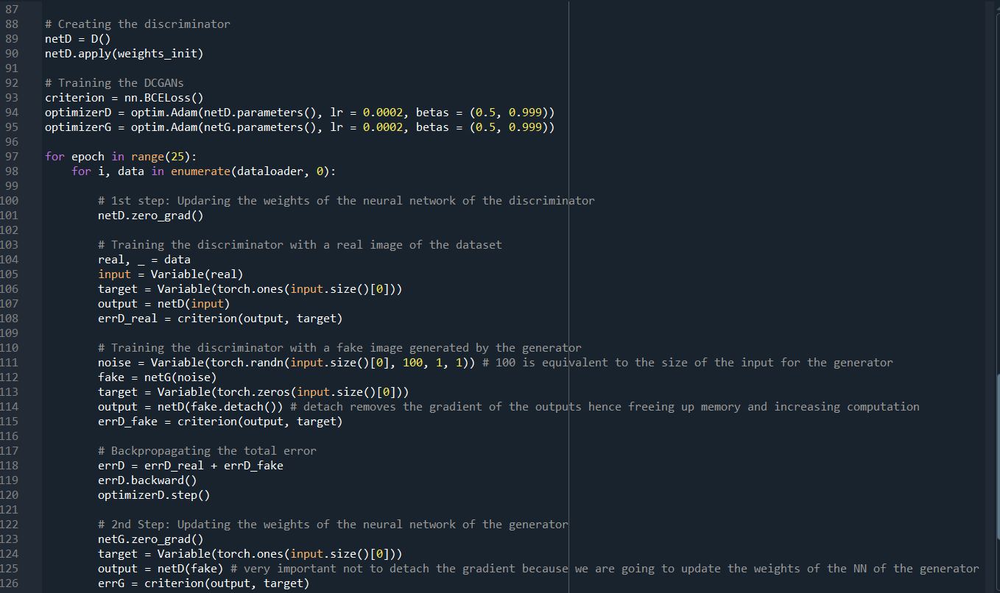 87
88 # Creating the discriminator
89 netD = D()
90 netD.apply(weights_init)
91
92 # Training the DCGANs
93 criterion = nn.BCELoss()
94 optimizerD = optim.Adam(netD.parameters(), lr = 0.0002, betas = (0.5, 0.999))
95 optimizerG = optim.Adam(netG.parameters(), lr = 0.0002, betas = (0.5, 0.999))
96
97 for epoch in range(25):
98     for i, data in enumerate(dataloader, 0):
99
100         # 1st step: Updaring the weights of the neural network of the discriminator
101         netD.zero_grad()
102
103         # Training the discriminator with a real image of the dataset
104         real, _ = data
105         input = Variable(real)
106         target = Variable(torch.ones(input.size()[0]))
107         output = netD(input)
108         errD_real = criterion(output, target)
109
110         # Training the discriminator with a fake image generated by the generator
111         noise = Variable(torch.randn(input.size()[0], 100, 1, 1)) # 100 is equivalent to the size of the input for the generator
112         fake = netG(noise)
113         target = Variable(torch.zeros(input.size()[0]))
114         output = netD(fake.detach()) # detach removes the gradient of the outputs hence freeing up memory and increasing computation
115         errD_fake = criterion(output, target)
116
117         # Backpropagating the total error
118         errD = errD_real + errD_fake
119         errD.backward()
120         optimizerD.step()
121
122         # 2nd Step: Updating the weights of the neural network of the generator
123         netG.zero_grad()
124         target = Variable(torch.ones(input.size()[0]))
125         output = netD(fake) # very important not to detach the gradient because we are going to update the weights of the NN of the generator
126         errG = criterion(output, target)